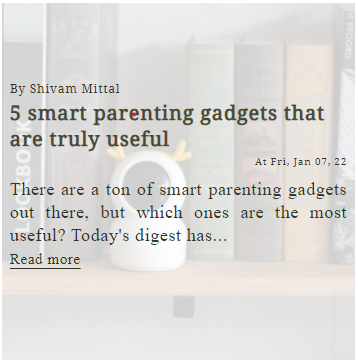 By Shivam Mittal
5 smart parenting gadgets that
are truly useful
At Fri, Jan 07, 22
There are a ton of smart parenting gadgets
out there, but which ones are the most
useful? Today's digest has...
Read more